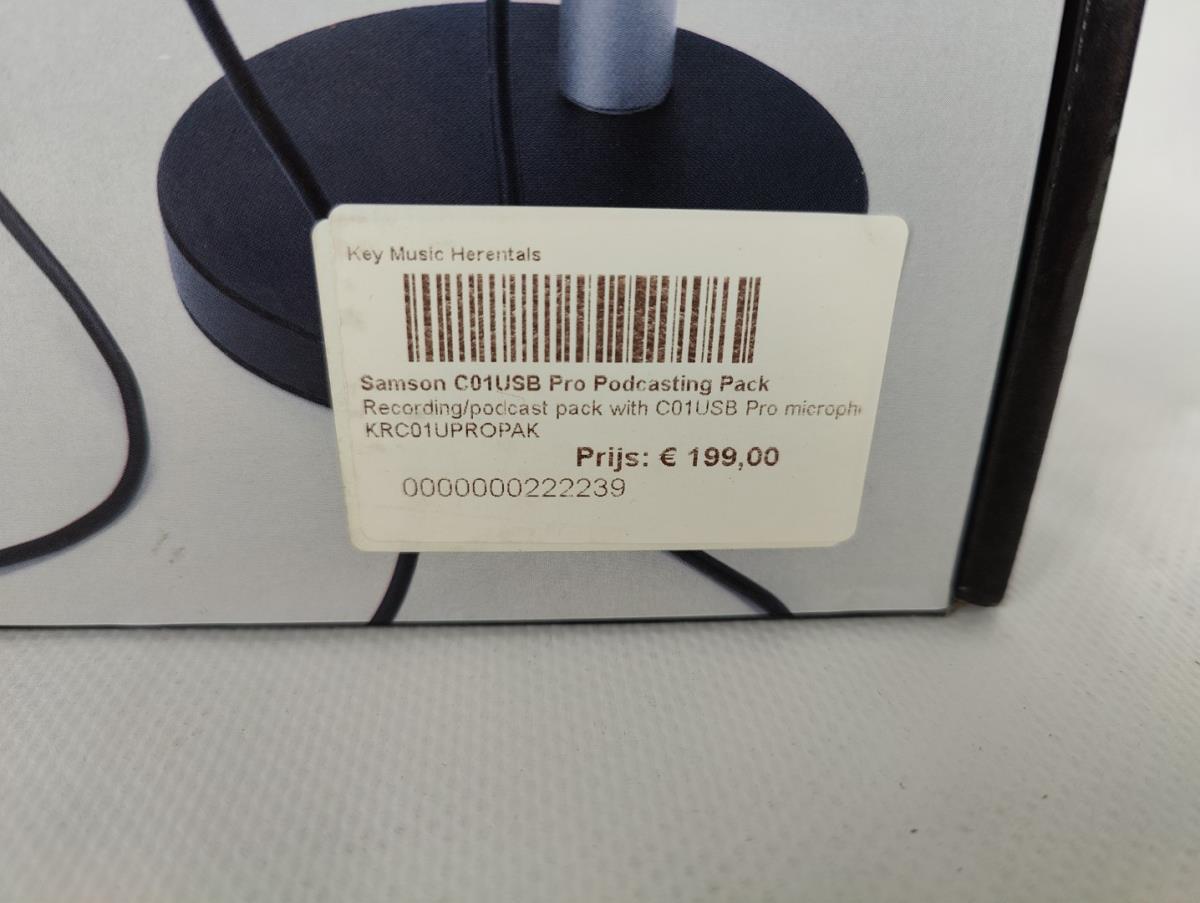 Key Music Herentals
Samson C01USB Pro Podcasting Pack
Recording/podcast pack with C01USB Pro microph
KRC01UPROPAK
Prijs: € 199,00
0000000222239